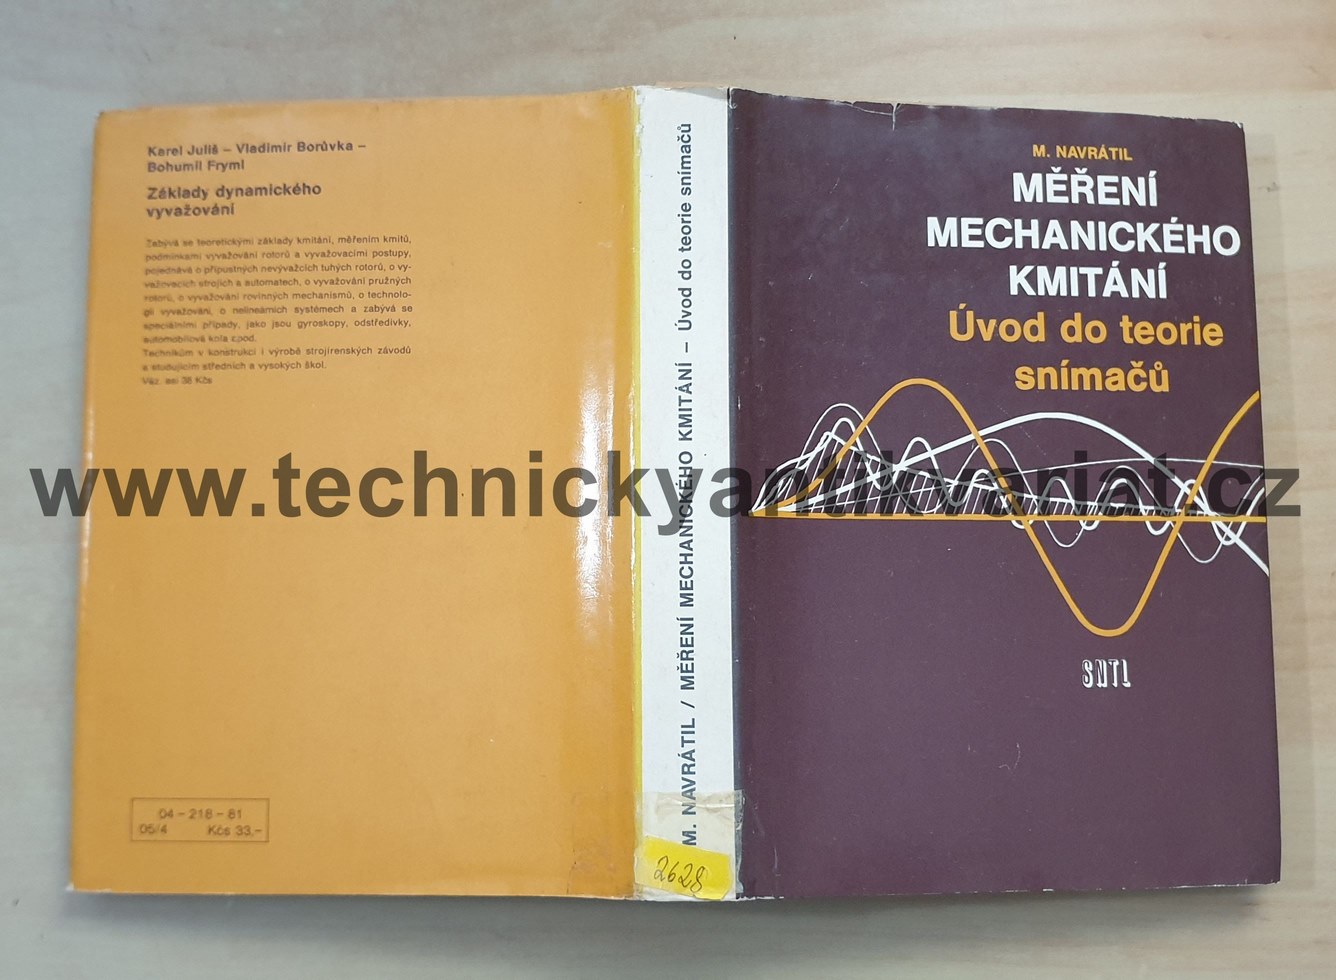 Karel Juliš – Vladimír Borůvka –
Bohumil Fryml
Základy dynamického
vyvažování
Zabývá se teoretickými základy kmitání, měřením kmitů,
podmínkami vyvažování rotorů a vyvažovacími postupy,
pojednává o přípustných nevývažcích tuhých rotorů, o vy-
važovacích strojích a automatech, o vyvažování pružných
rotorů, o vyvažování rovinných mechanismů, o technolo-
gii vyvažování, o nelineárních systémech a zabývá se
speciálními případy, jako jsou gyroskopy, odstředivky,
automobilová kola apod.
Technikům v konstrukci i výrobě strojírenských závodů
a studujícím středních a vysokých škol.
Váz. asi 36 Kčs
04 – 218 – 81
05/4 Kčs 33,–
M. NAVRÁTIL / MĚŘENÍ MECHANICKÉHO KMITÁNÍ – Úvod do teorie snímačů
2628
M. NAVRÁTIL
MĚŘENÍ
MECHANICKÉHO
KMITÁNÍ
Úvod do teorie
snímačů
SNTL
www.technickyantikvariat.cz